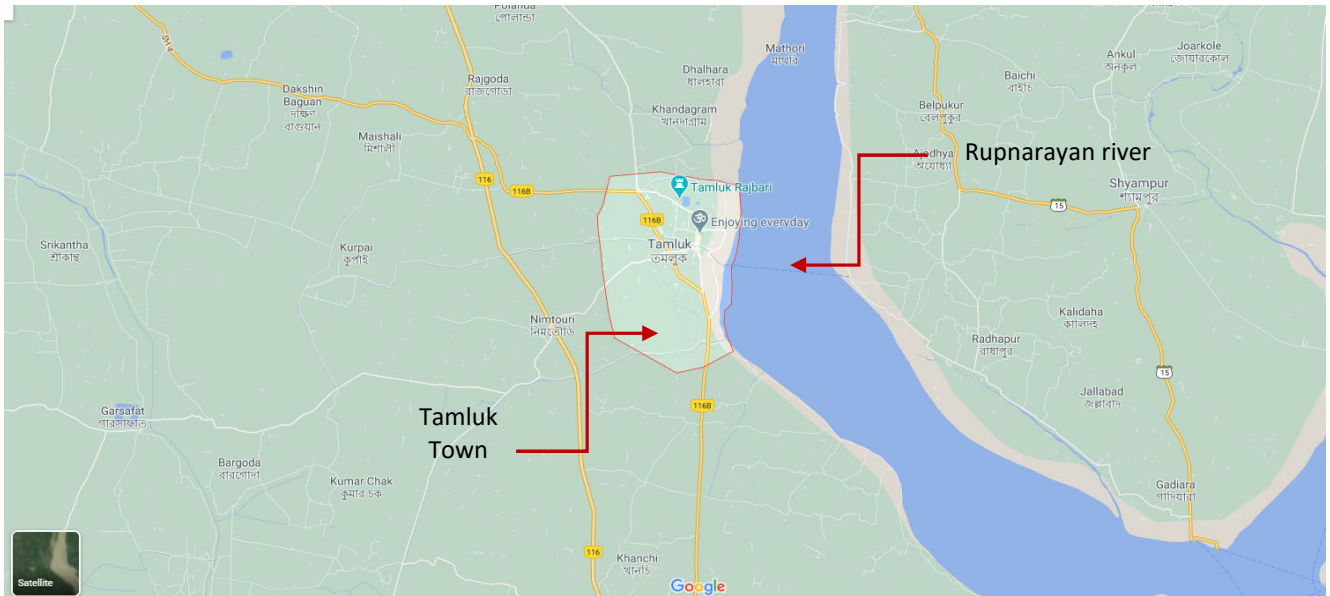 পোলান্ডা
Mathori
মাথুরি
Ankul
অনকূল
Joarkole
জোয়ারকোল
SH 4
Dhalhara
ধালহারা
Baichi
বাইচি
Rajgoda
রাজগোডা
Dakshin
Baguan
দক্ষিণ
বাগুয়ান
Khandagram
খানদাগ্রাম
Belpukur
বেলপুকুর
Maishali
মিশালী
Rupnarayan river
Ajodhya
অযোধ্যা
116
116B
Tamluk Rajbari
Shyampur
শ্যামপুর
15
116B
Enjoying everyday
Srikantha
শ্রীকান্থ
Kurpai
কুর্পাই
Tamluk
তমলুক
Nimtouri
নিমতৌড়ি
Kalidaha
কালিদহ
Radhapur
রাধাপুর
15
Jallabad
জল্লাবাদ
Garsafat
গারসাফাত
Tamluk
Town
116B
Bargoda
বারগোদা
Kumar Chak
কুমার চক
Gadiara
গাদিয়ারা
116
Khanchi
খানচি
Satellite
Google